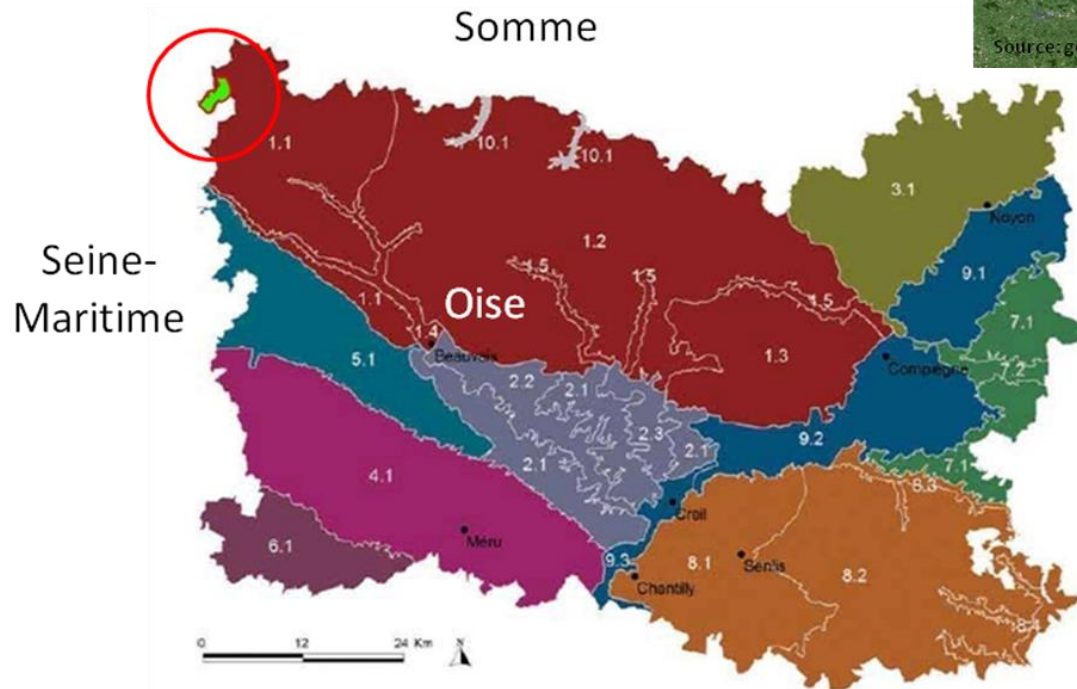 Somme
Source:ge
1.1
10.1
10.1
3.1
Noyon
1.2
9.1
Seine-
Maritime
1.5
1.5
1.5
1.1
Oise
7.1
1.4
Beauvais
1.3
Compiègne
5.1
7.2
2.2
2.1
2.3
9.2
2.1
2.1
7.1
4.1
8.3
Creil
6.1
Méru
9.3
8.1
Senlis
8.2
Chantilly
8.4
0
12
24 Km
N